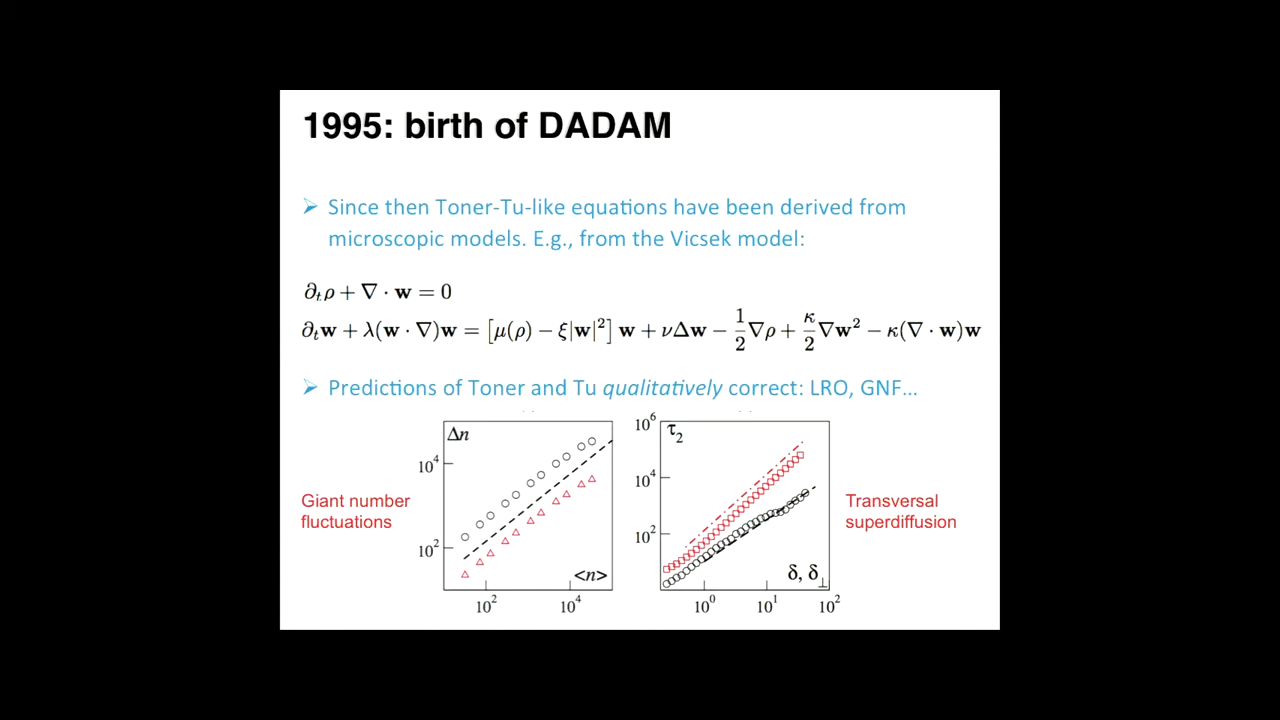 1995: birth of DADAM
➢ Since then Toner-Tu-like equations have been derived from
microscopic models. E.g., from the Vicsek model:
∂ₜρ + ∇ · w = 0
∂ₜw + λ(w · ∇)w = [μ(ρ) − ξ|w|²] w + νΔw − 1/2 ∇ρ + κ/2 ∇w² − κ(∇ · w)w
➢ Predictions of Toner and Tu qualitatively correct: LRO, GNF...
Giant number
fluctuations
Δn
10⁴
10²
<n>
10² 10⁴
10⁶
τ₂
10⁴
10²
δ, δ⊥
10⁰ 10¹ 10²
Transversal
superdiffusion